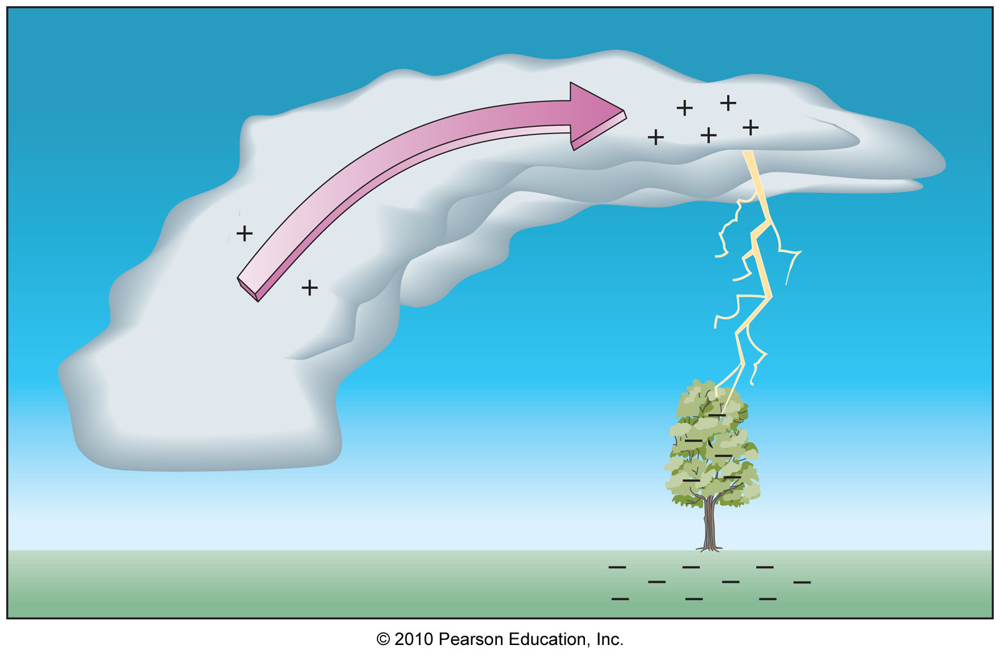 + +
+ + +
+
+
—
—
—
— —
— — —
— — —
— — —
© 2010 Pearson Education, Inc.